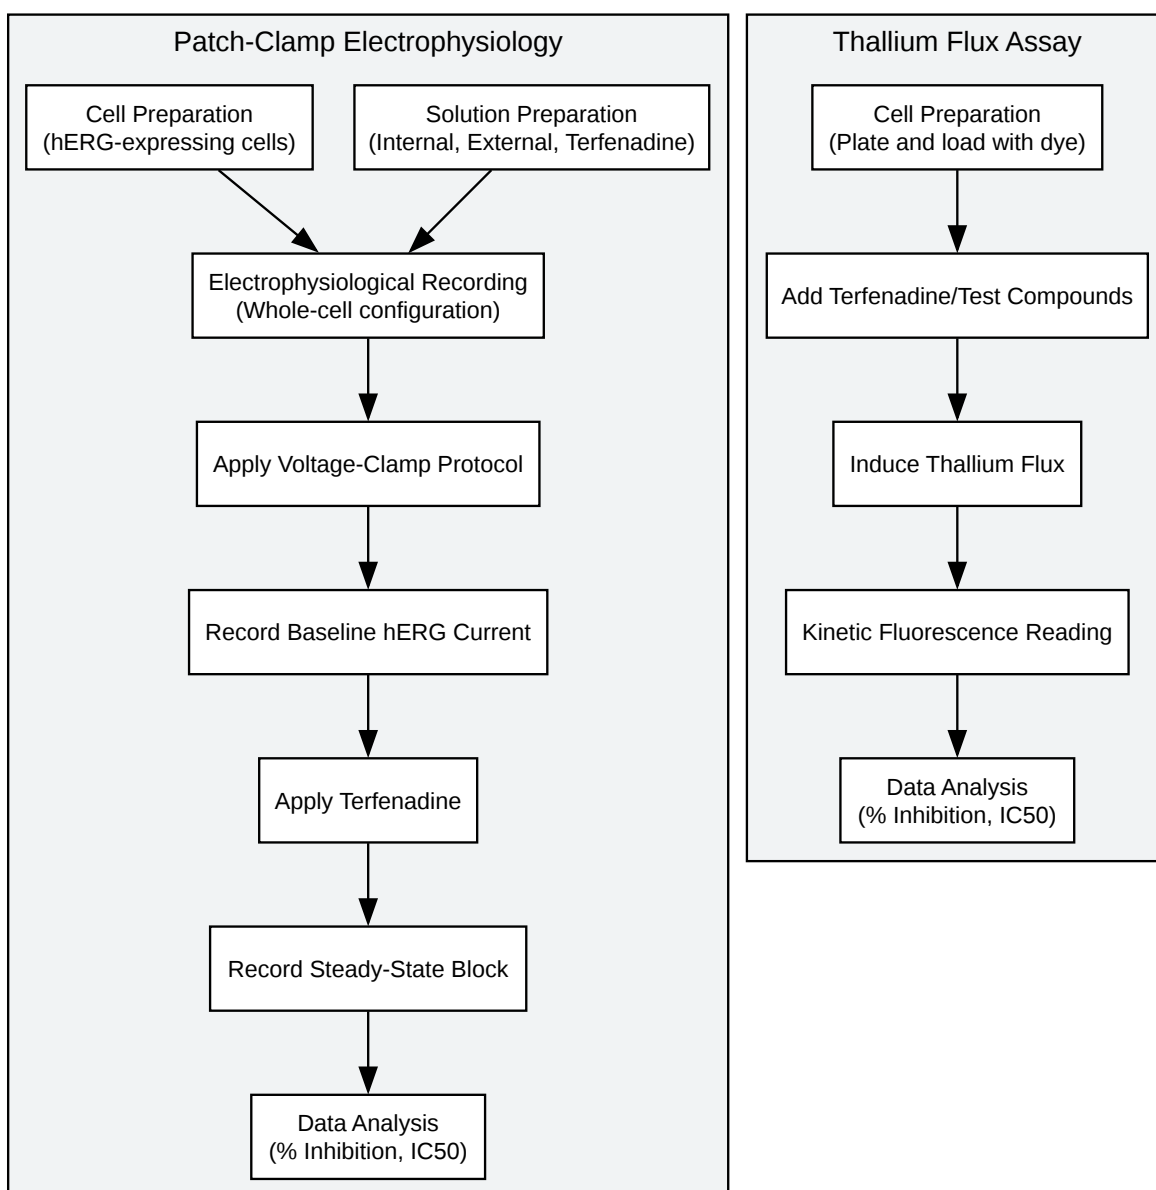 Patch-Clamp Electrophysiology
Cell Preparation
(hERG-expressing cells)
Solution Preparation
(Internal, External, Terfenadine)
Electrophysiological Recording
(Whole-cell configuration)
Apply Voltage-Clamp Protocol
Record Baseline hERG Current
Apply Terfenadine
Record Steady-State Block
Data Analysis
(% Inhibition, IC50)
Thallium Flux Assay
Cell Preparation
(Plate and load with dye)
Add Terfenadine/Test Compounds
Induce Thallium Flux
Kinetic Fluorescence Reading
Data Analysis
(% Inhibition, IC50)